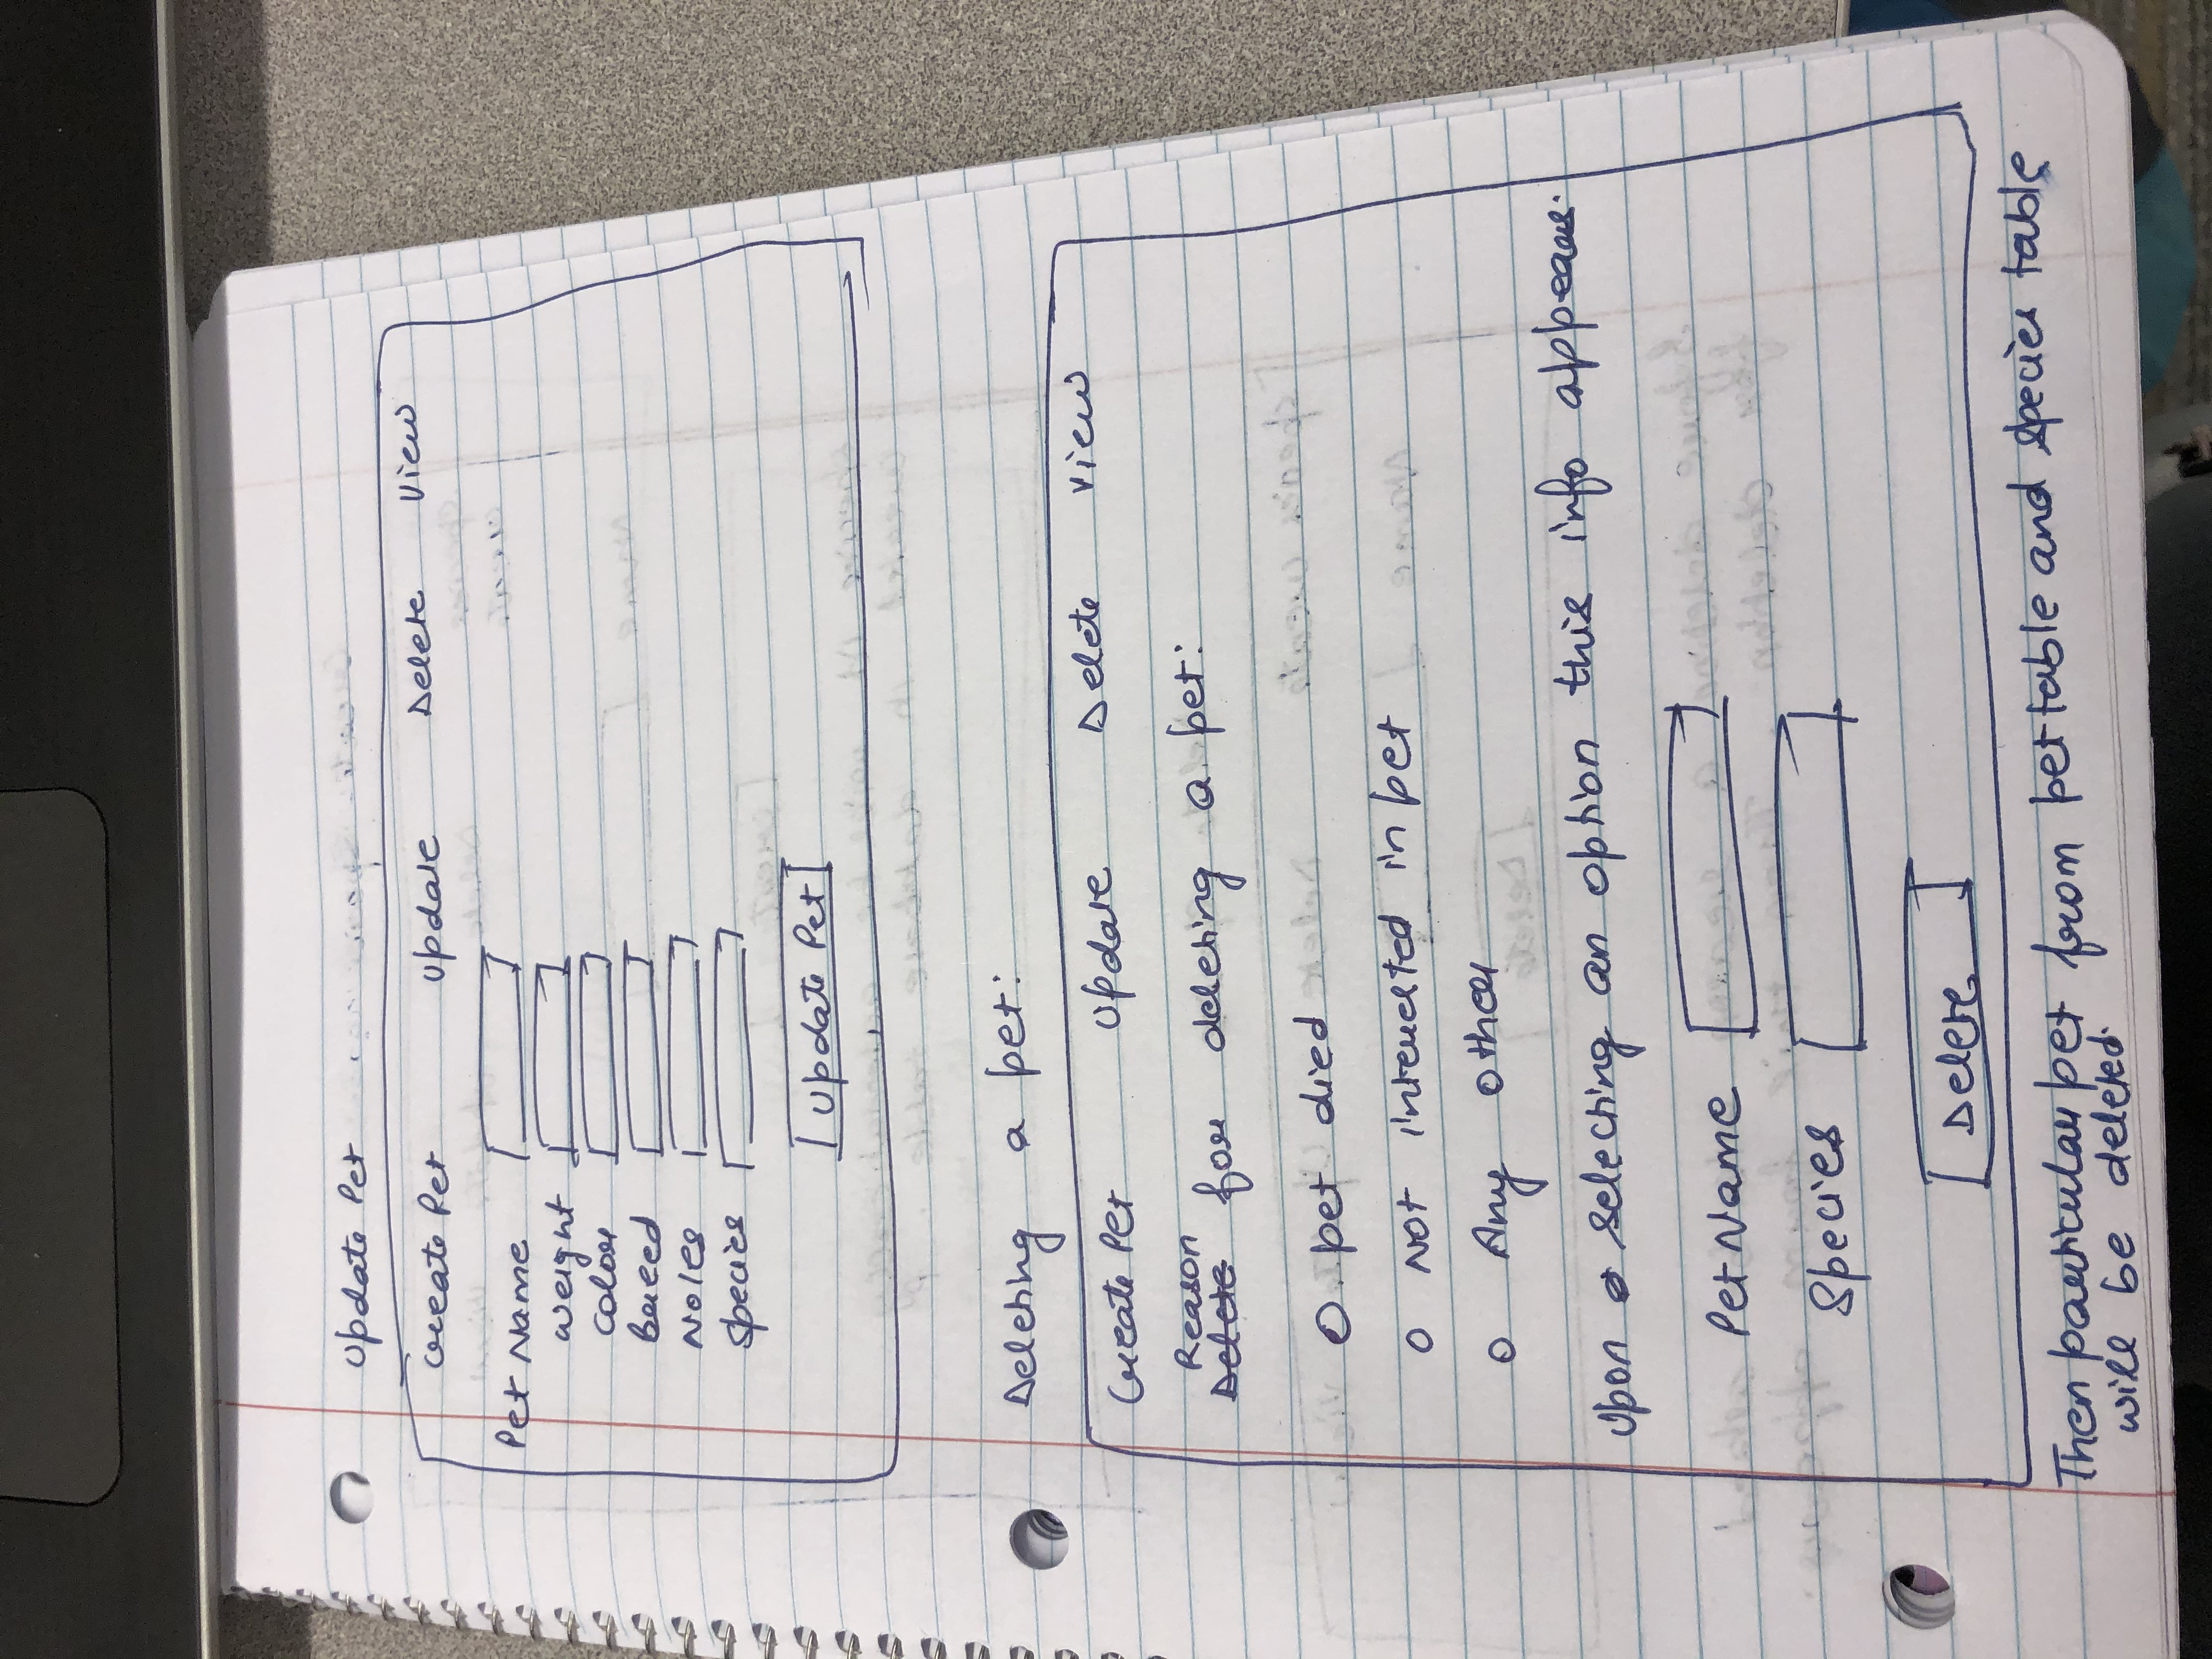 Update Pet
Create Pet Update Delete View
Pet Name
weight
Color
breed
Notes
Species
Update Pet
Deleting a pet:
Create Pet Update Delete View
Reason
Delete for deleting a pet:
pet died
Not interested in pet
Any other
Upon selecting an option this info appears.
Pet Name
Species
Delete
Then particular pet from pet table and species table
will be deleted.